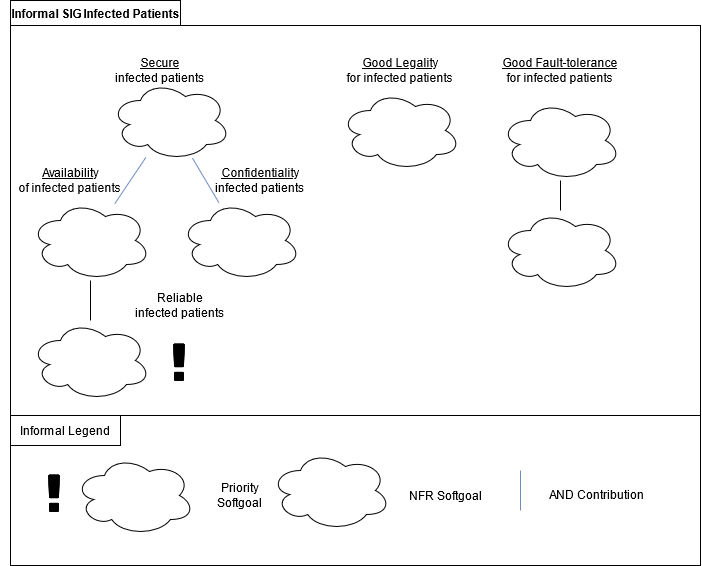 Informal SIG Infected Patients
Secure
infected patients
Good Legality
for infected patients
Good Fault-tolerance
for infected patients
Availability
of infected patients
Confidentiality
infected patients
Reliable
infected patients
!
Informal Legend
!
Priority
Softgoal
NFR Softgoal
AND Contribution